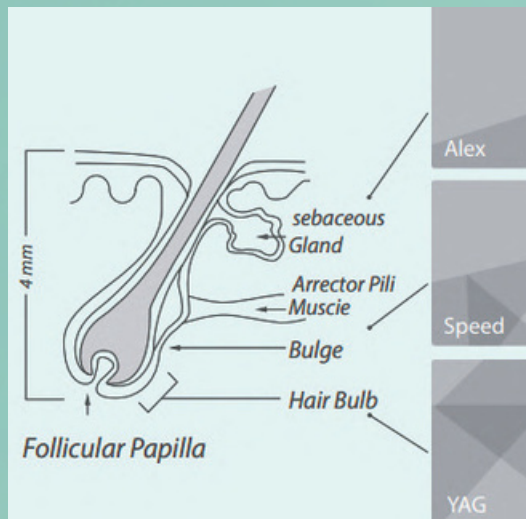 Alex
sebaceous
Gland
4 mm
Arrector Pili
Muscie
Speed
Bulge
Hair Bulb
Follicular Papilla
YAG